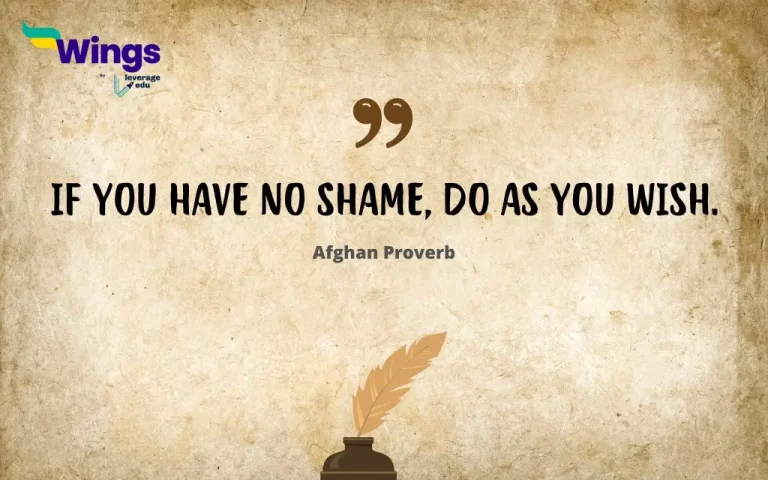 Wings
by leverage
edu
”
IF YOU HAVE NO SHAME, DO AS YOU WISH.
Afghan Proverb